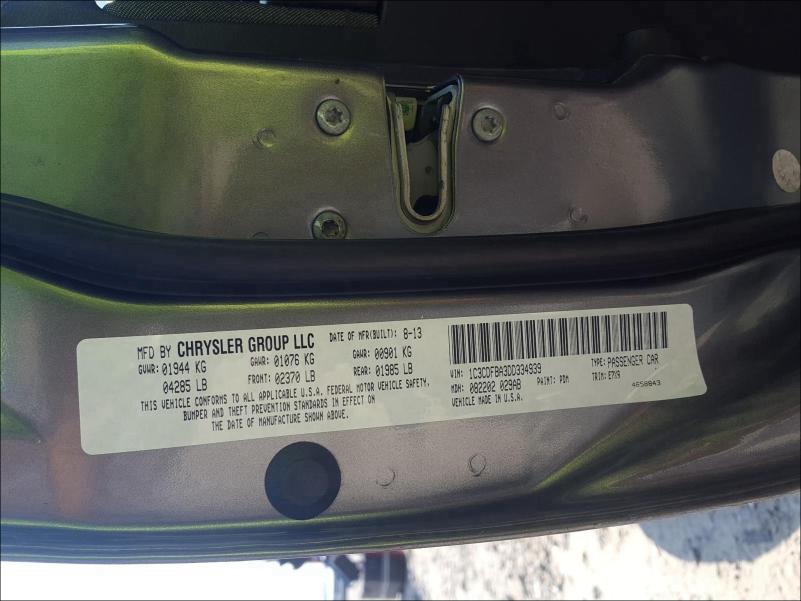 MFD BY CHRYSLER GROUP LLC DATE OF MFR(BUILT): 8-13
GVWR: 01944 KG GAWR: 01076 KG GAWR: 00901 KG
04285 LB FRONT: 02370 LB REAR: 01985 LB
THIS VEHICLE CONFORMS TO ALL APPLICABLE U.S.A. FEDERAL MOTOR VEHICLE SAFETY,
BUMPER AND THEFT PREVENTION STANDARDS IN EFFECT ON
THE DATE OF MANUFACTURE SHOWN ABOVE.
1C3CDFBA3DD334939 TYPE: PASSENGER CAR
MDH: 082202 029AB PAINT: PDM TRIM: E7X9
VEHICLE MADE IN U.S.A. 4658843